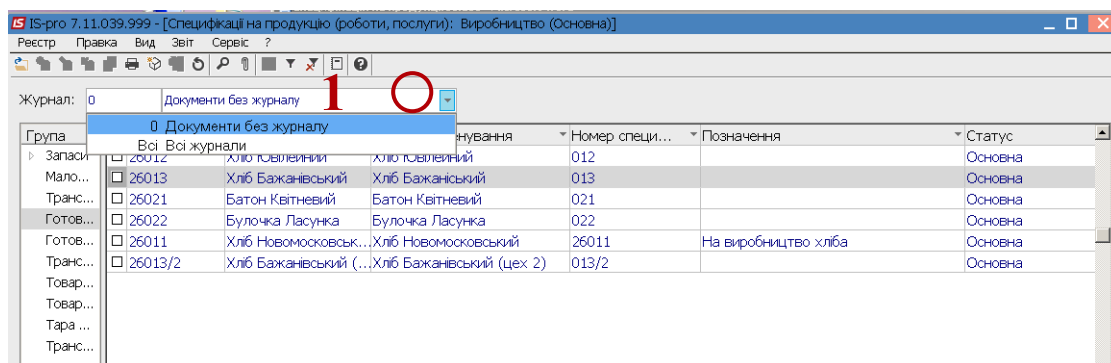 IS IS-pro 7.11.039.999 - [Специфікації на продукцію (роботи, послуги): Виробництво (Основна)]
Реєстр Правка Вид Звіт Сервіс ?
Журнал: 0 Документи без журналу
1
0 Документи без журналу
Всі Всі журнали
Група нування Номер специ... Позначення Статус
Запаси 26012 Хліб Ювілейний Хліб Ювілейний 012 Основна
Мало... 26013 Хліб Бажанівський Хліб Бажаніський 013 Основна
Транс... 26021 Батон Квітневий Батон Квітневий 021 Основна
Готов... 26022 Булочка Ласунка Булочка Ласунка 022 Основна
Готов... 26011 Хліб Новомосковськ... Хліб Новомосковський 26011 На виробництво хліба Основна
Транс... 26013/2 Хліб Бажанівський (... Хліб Бажанівський (цех 2) 013/2 Основна
Товар...
Товар...
Тара ...
Транс...